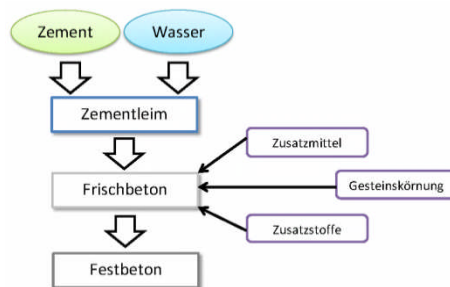 Zement
Wasser
Zementleim
Zusatzmittel
Frischbeton
Gesteinskörnung
Zusatzstoffe
Festbeton